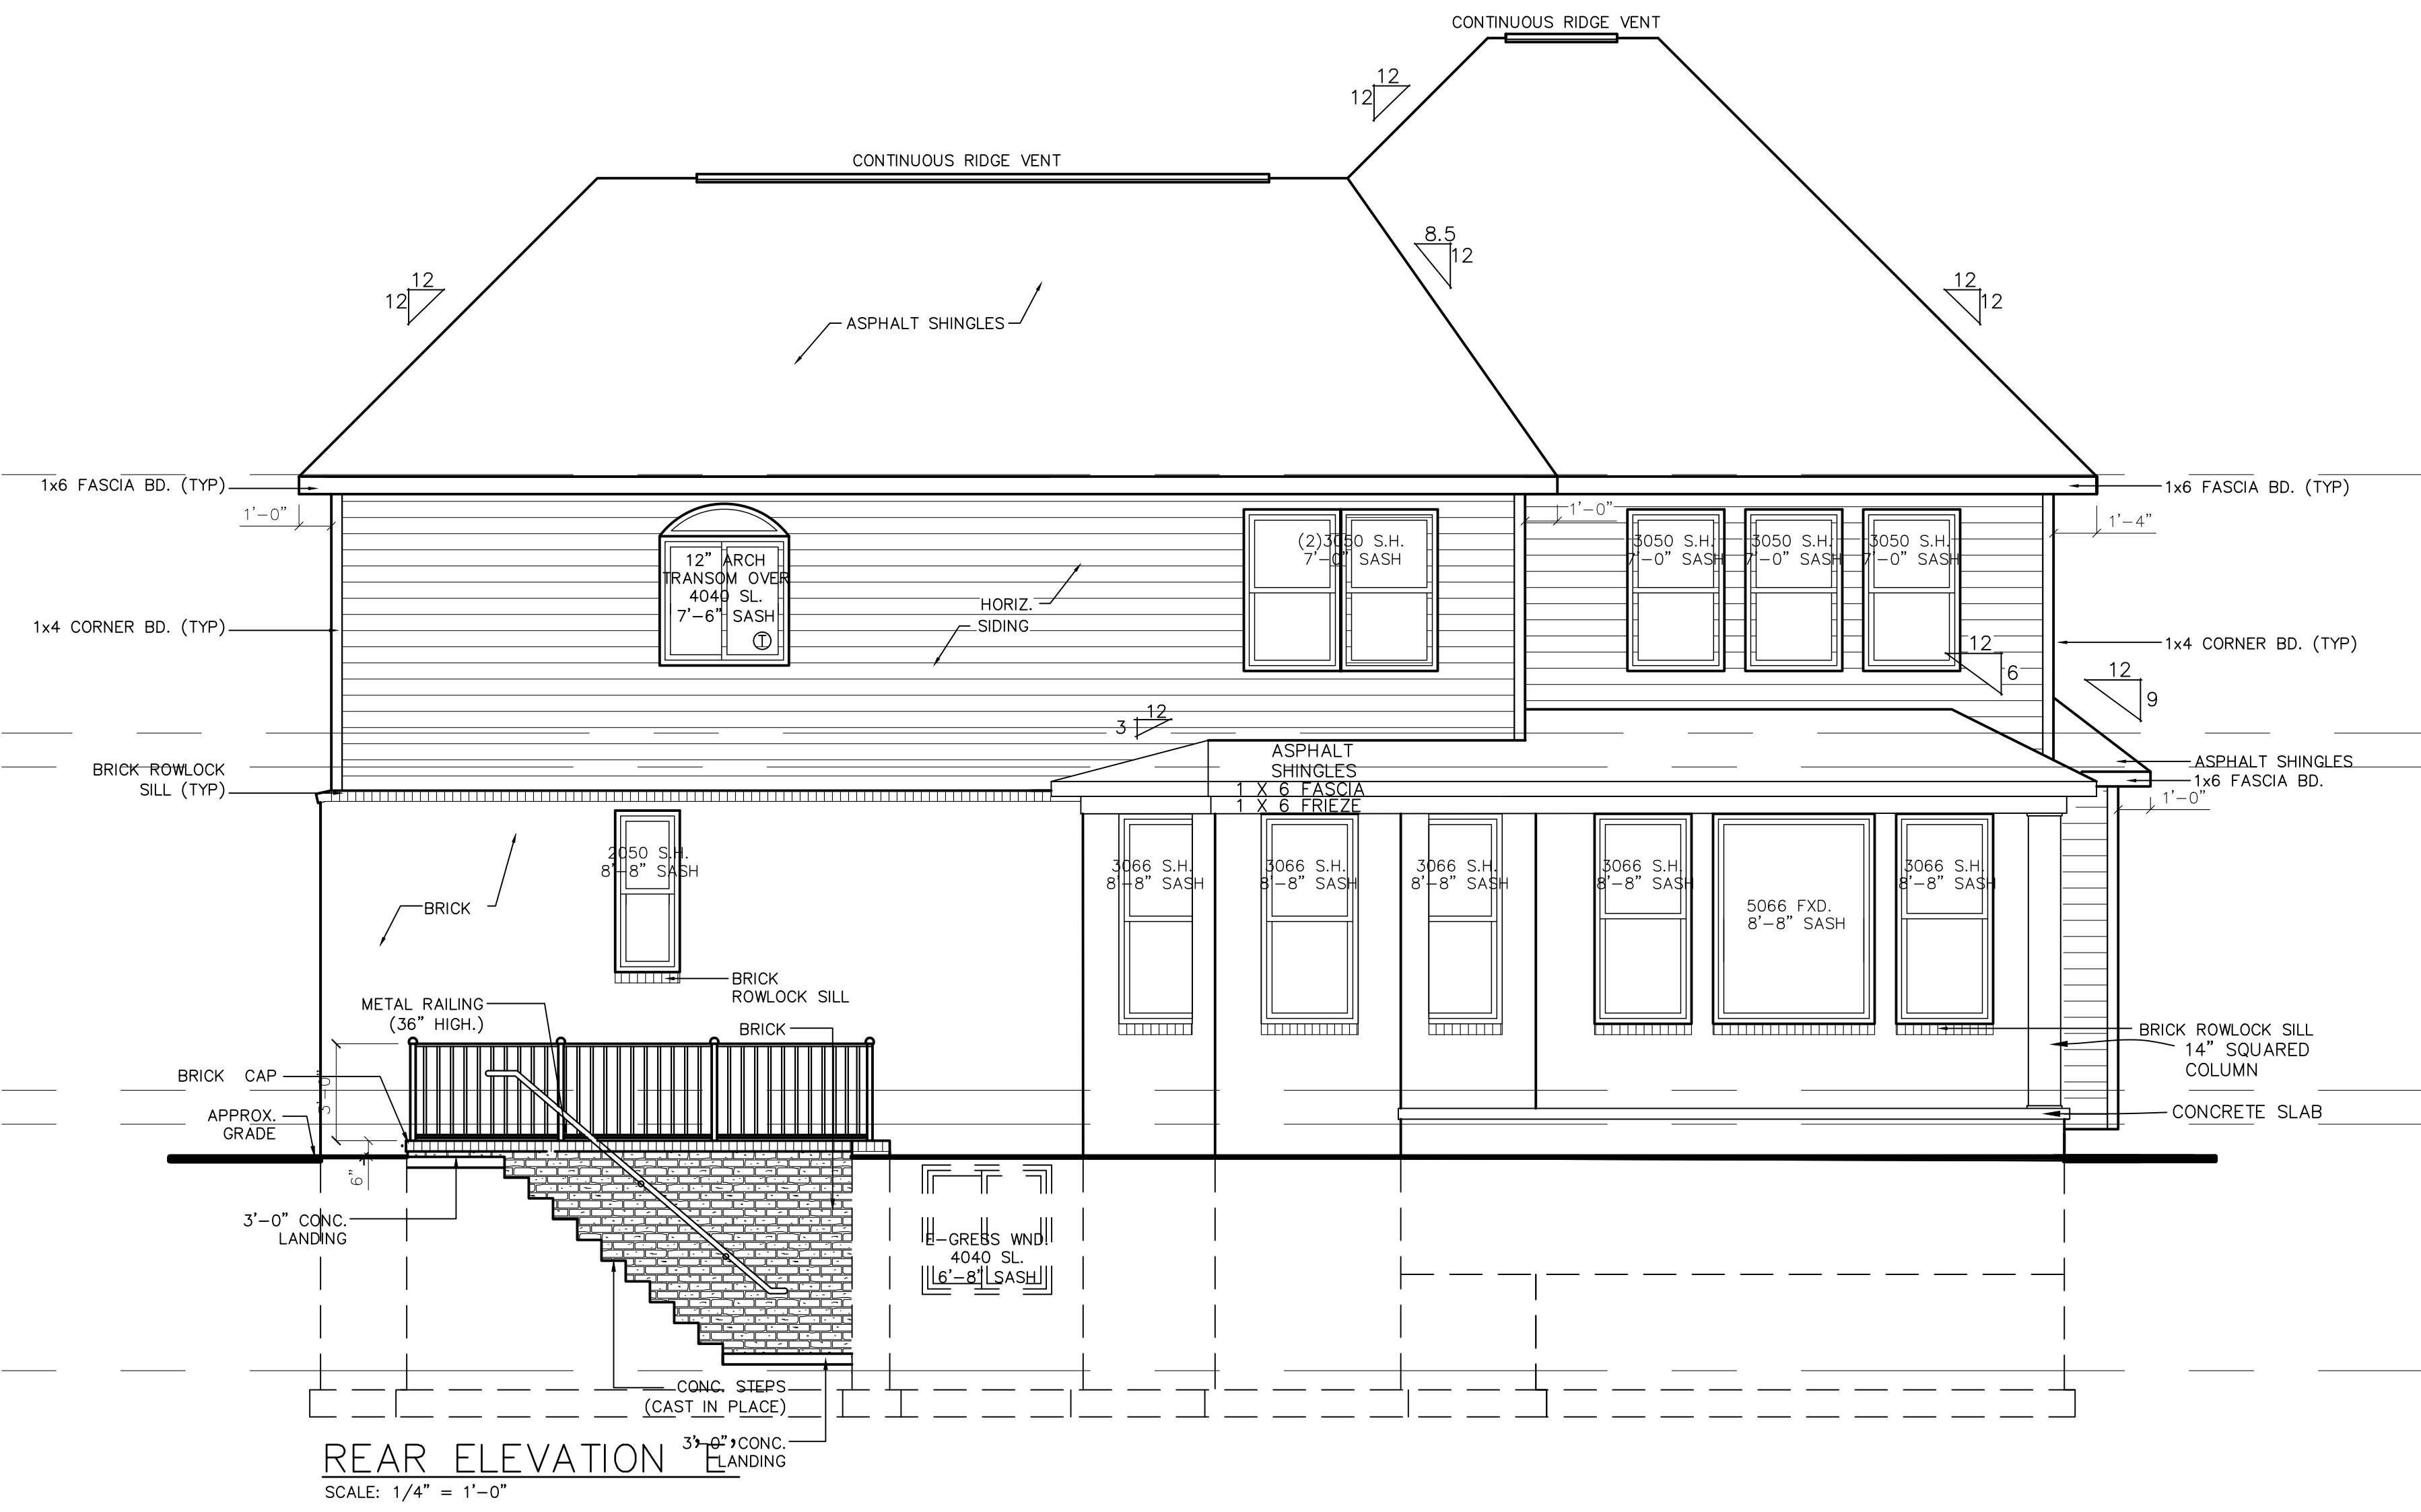 CONTINUOUS RIDGE VENT
12
12
CONTINUOUS RIDGE VENT
8.5
12
12
12
12
12
ASPHALT SHINGLES
1x6 FASCIA BD. (TYP)
1x6 FASCIA BD. (TYP)
1'-0"
1'-0"
1'-4"
12" ARCH
TRANSOM OVER
4040 SL.
7'-6" SASH
T
(2)3050 S.H.
7'-0" SASH
3050 S.H.
7'-0" SASH
3050 S.H.
7'-0" SASH
3050 S.H.
7'-0" SASH
HORIZ.
SIDING
1x4 CORNER BD. (TYP)
1x4 CORNER BD. (TYP)
12
6
12
9
12
3
ASPHALT
SHINGLES
1 X 6 FASCIA
1 X 6 FRIEZE
BRICK ROWLOCK
SILL (TYP)
ASPHALT SHINGLES
1x6 FASCIA BD.
1'-0"
2050 S.H.
8'-8" SASH
3066 S.H.
8'-8" SASH
3066 S.H.
8'-8" SASH
3066 S.H.
8'-8" SASH
3066 S.H.
8'-8" SASH
5066 FXD.
8'-8" SASH
3066 S.H.
8'-8" SASH
BRICK
BRICK
ROWLOCK SILL
METAL RAILING
(36" HIGH.)
BRICK
BRICK ROWLOCK SILL
14" SQUARED
COLUMN
BRICK CAP
3'-0"
APPROX.
GRADE
CONCRETE SLAB
6"
3'-0" CONC.
LANDING
E-GRESS WND.
4040 SL.
6'-8" SASH
CONC. STEPS
(CAST IN PLACE)
3'-0" CONC.
LANDING
REAR ELEVATION "E"
SCALE: 1/4" = 1'-0"